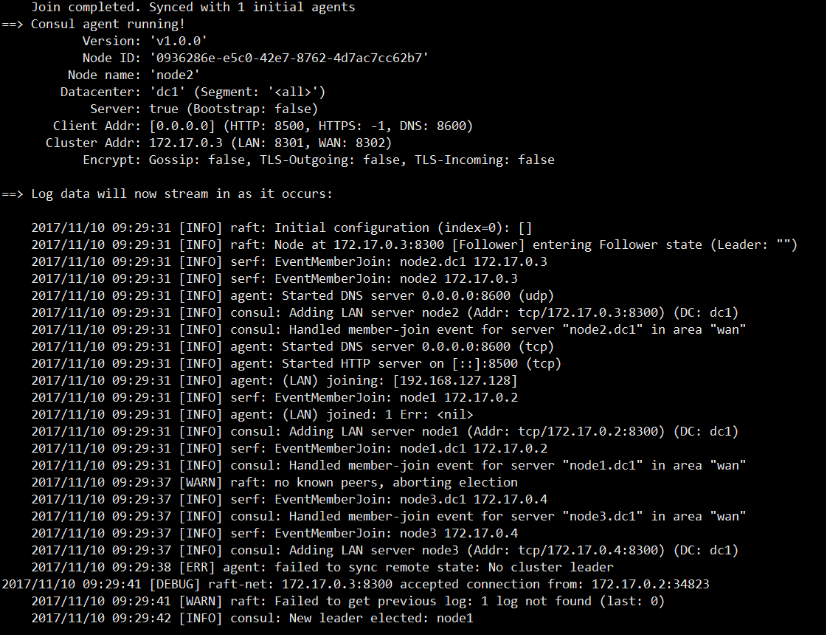 Join completed. Synced with 1 initial agents
==> Consul agent running!
Version: 'v1.0.0'
Node ID: '0936286e-e5c0-42e7-8762-4d7ac7cc62b7'
Node name: 'node2'
Datacenter: 'dc1' (Segment: '<all>')
Server: true (Bootstrap: false)
Client Addr: [0.0.0.0] (HTTP: 8500, HTTPS: -1, DNS: 8600)
Cluster Addr: 172.17.0.3 (LAN: 8301, WAN: 8302)
Encrypt: Gossip: false, TLS-Outgoing: false, TLS-Incoming: false
==> Log data will now stream in as it occurs:
2017/11/10 09:29:31 [INFO] raft: Initial configuration (index=0): []
2017/11/10 09:29:31 [INFO] raft: Node at 172.17.0.3:8300 [Follower] entering Follower state (Leader: "")
2017/11/10 09:29:31 [INFO] serf: EventMemberJoin: node2.dc1 172.17.0.3
2017/11/10 09:29:31 [INFO] serf: EventMemberJoin: node2 172.17.0.3
2017/11/10 09:29:31 [INFO] agent: Started DNS server 0.0.0.0:8600 (udp)
2017/11/10 09:29:31 [INFO] consul: Adding LAN server node2 (Addr: tcp/172.17.0.3:8300) (DC: dc1)
2017/11/10 09:29:31 [INFO] consul: Handled member-join event for server "node2.dc1" in area "wan"
2017/11/10 09:29:31 [INFO] agent: Started DNS server 0.0.0.0:8600 (tcp)
2017/11/10 09:29:31 [INFO] agent: Started HTTP server on [::]:8500 (tcp)
2017/11/10 09:29:31 [INFO] agent: (LAN) joining: [192.168.127.128]
2017/11/10 09:29:31 [INFO] serf: EventMemberJoin: node1 172.17.0.2
2017/11/10 09:29:31 [INFO] agent: (LAN) joined: 1 Err: <nil>
2017/11/10 09:29:31 [INFO] consul: Adding LAN server node1 (Addr: tcp/172.17.0.2:8300) (DC: dc1)
2017/11/10 09:29:31 [INFO] serf: EventMemberJoin: node1.dc1 172.17.0.2
2017/11/10 09:29:31 [INFO] consul: Handled member-join event for server "node1.dc1" in area "wan"
2017/11/10 09:29:37 [WARN] raft: no known peers, aborting election
2017/11/10 09:29:37 [INFO] serf: EventMemberJoin: node3.dc1 172.17.0.4
2017/11/10 09:29:37 [INFO] consul: Handled member-join event for server "node3.dc1" in area "wan"
2017/11/10 09:29:37 [INFO] serf: EventMemberJoin: node3 172.17.0.4
2017/11/10 09:29:37 [INFO] consul: Adding LAN server node3 (Addr: tcp/172.17.0.4:8300) (DC: dc1)
2017/11/10 09:29:38 [ERR] agent: failed to sync remote state: No cluster leader
2017/11/10 09:29:41 [DEBUG] raft-net: 172.17.0.3:8300 accepted connection from: 172.17.0.2:34823
2017/11/10 09:29:41 [WARN] raft: Failed to get previous log: 1 log not found (last: 0)
2017/11/10 09:29:42 [INFO] consul: New leader elected: node1